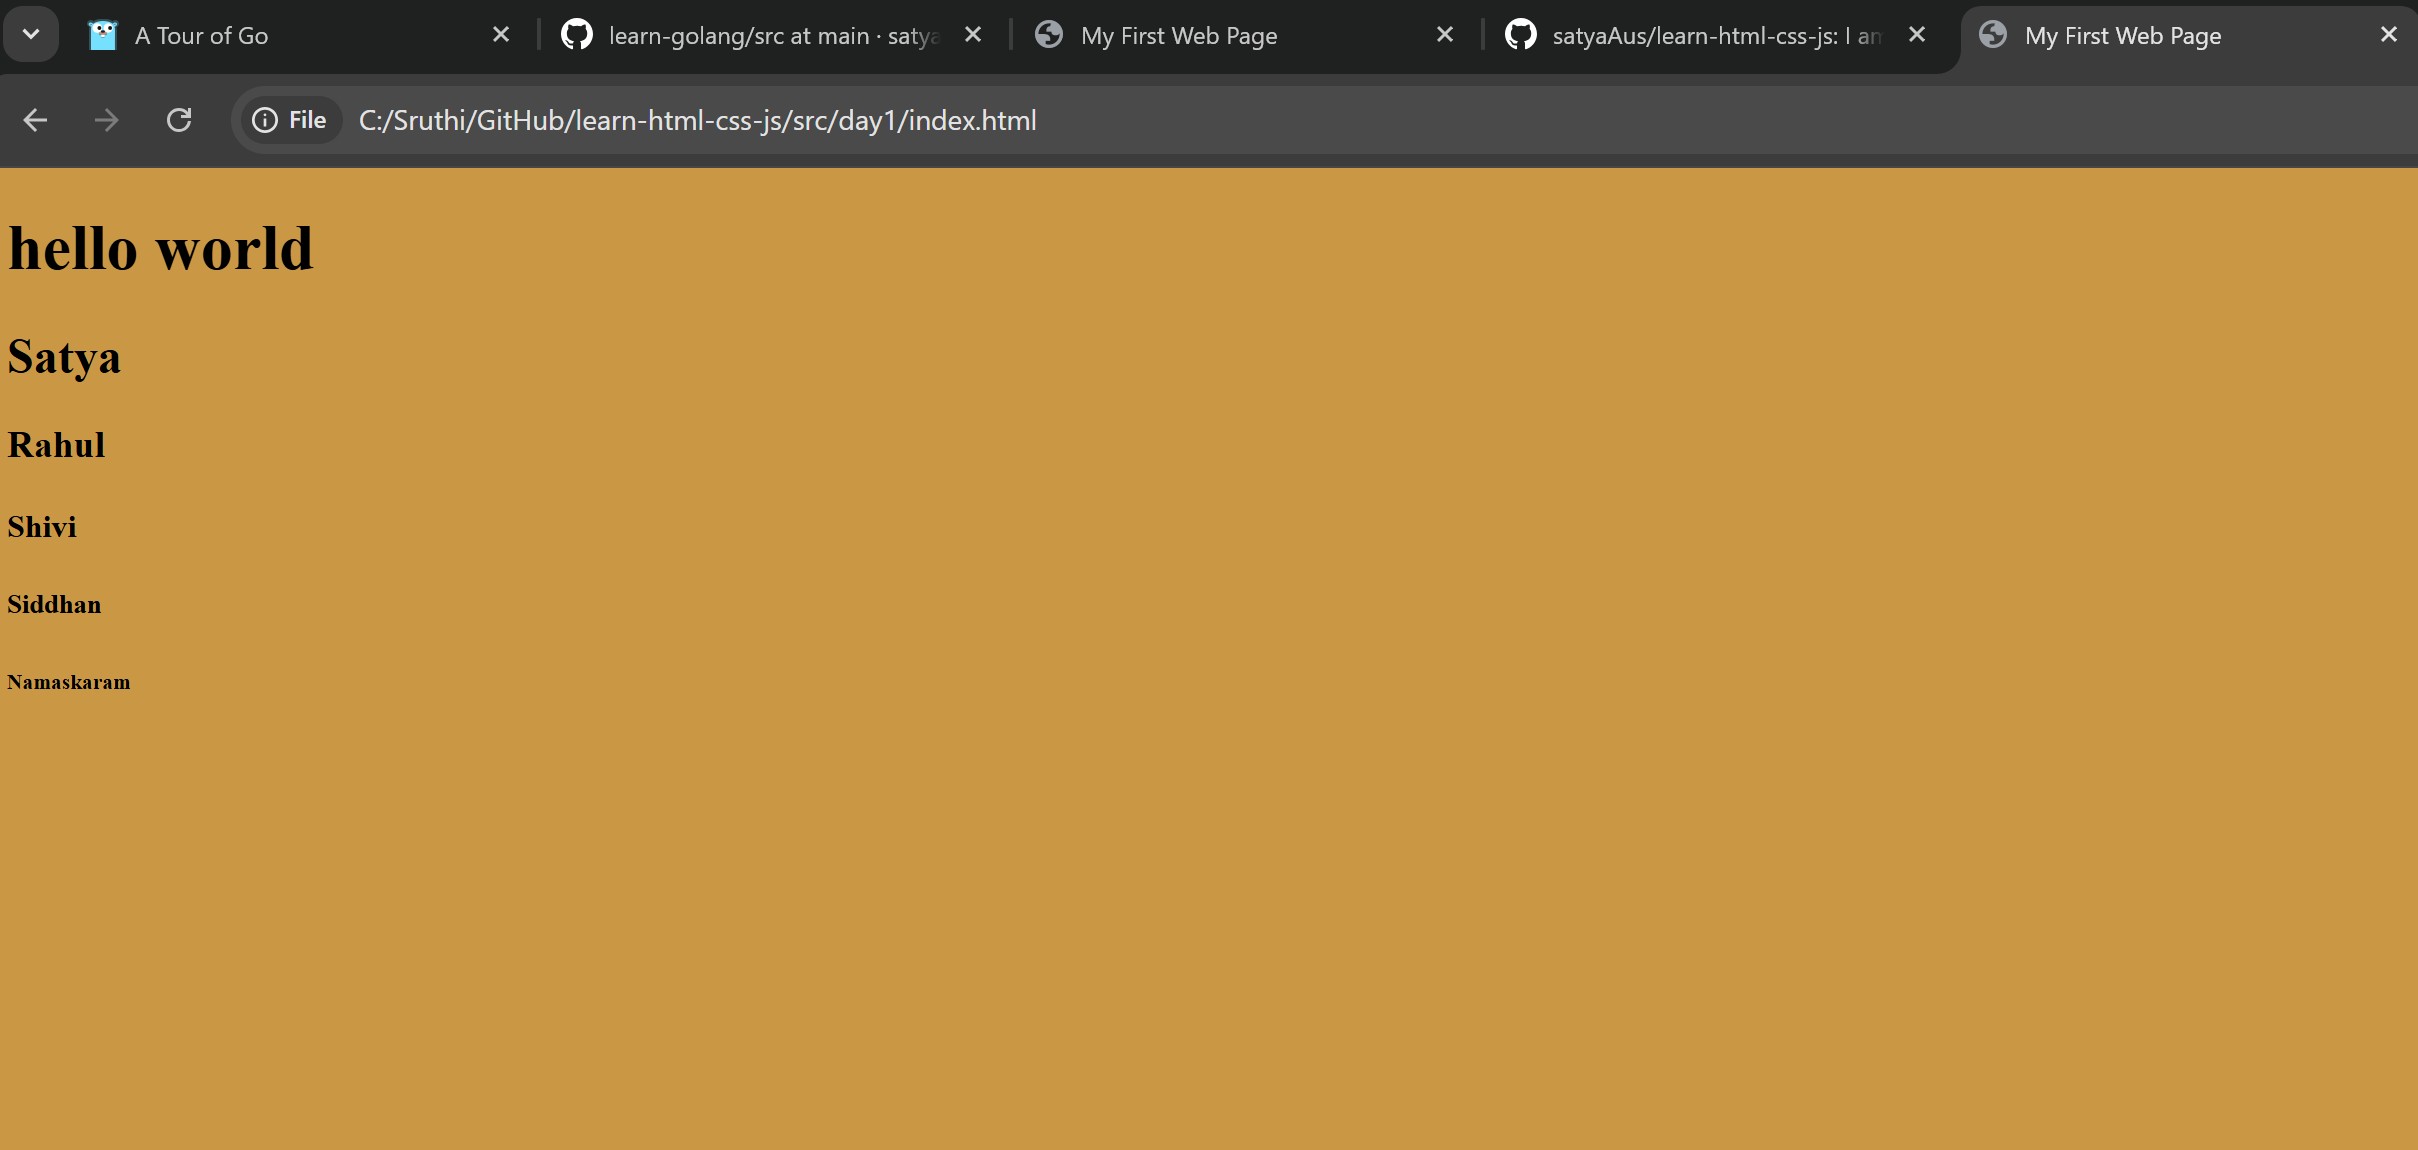 A Tour of Go
learn-golang/src at main · satya
My First Web Page
satyaAus/learn-html-css-js: I am
My First Web Page
File C:/Sruthi/GitHub/learn-html-css-js/src/day1/index.html
hello world
Satya
Rahul
Shivi
Siddhan
Namaskaram